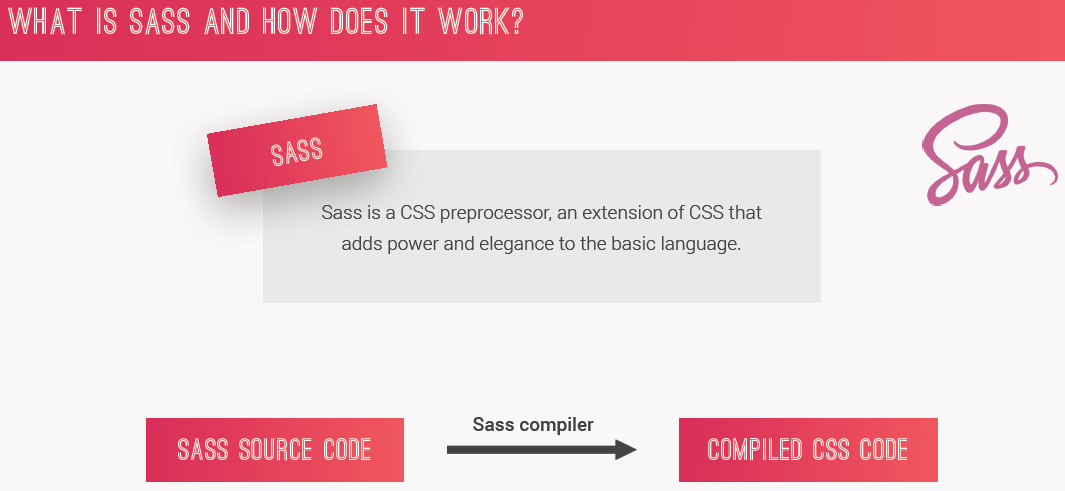 WHAT IS SASS AND HOW DOES IT WORK?
SASS
Sass
Sass is a CSS preprocessor, an extension of CSS that
adds power and elegance to the basic language.
Sass compiler
SASS SOURCE CODE
COMPILED CSS CODE